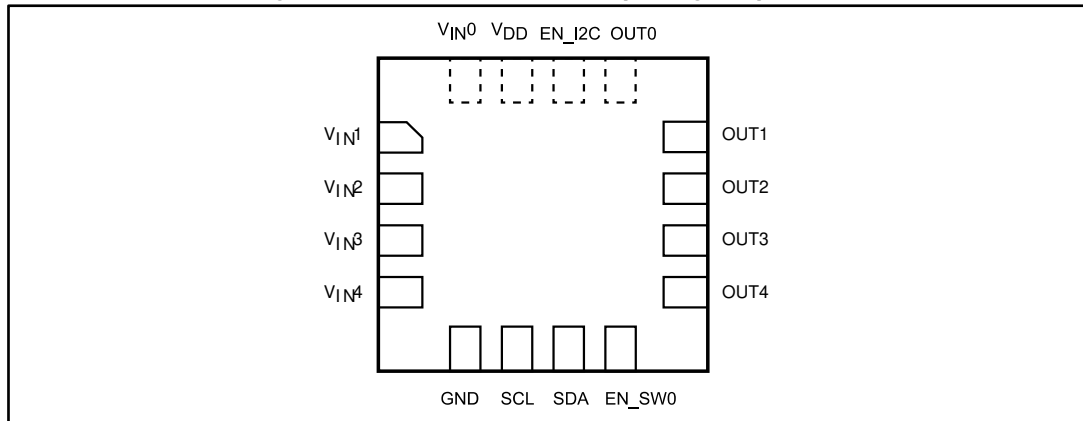 VIN0 VDD EN_I2C OUT0
VIN1 OUT1
VIN2 OUT2
VIN3 OUT3
VIN4 OUT4
GND SCL SDA EN_SW0